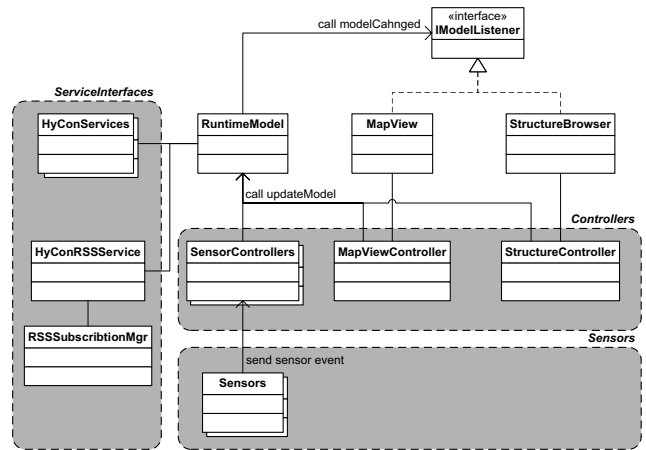 call modelCahnged
«interface»
IModelListener
ServiceInterfaces
HyConServices
RuntimeModel
MapView
StructureBrowser
call updateModel
Controllers
HyConRSSService
SensorControllers
MapViewController
StructureController
RSSSubscribtionMgr
Sensors
send sensor event
Sensors